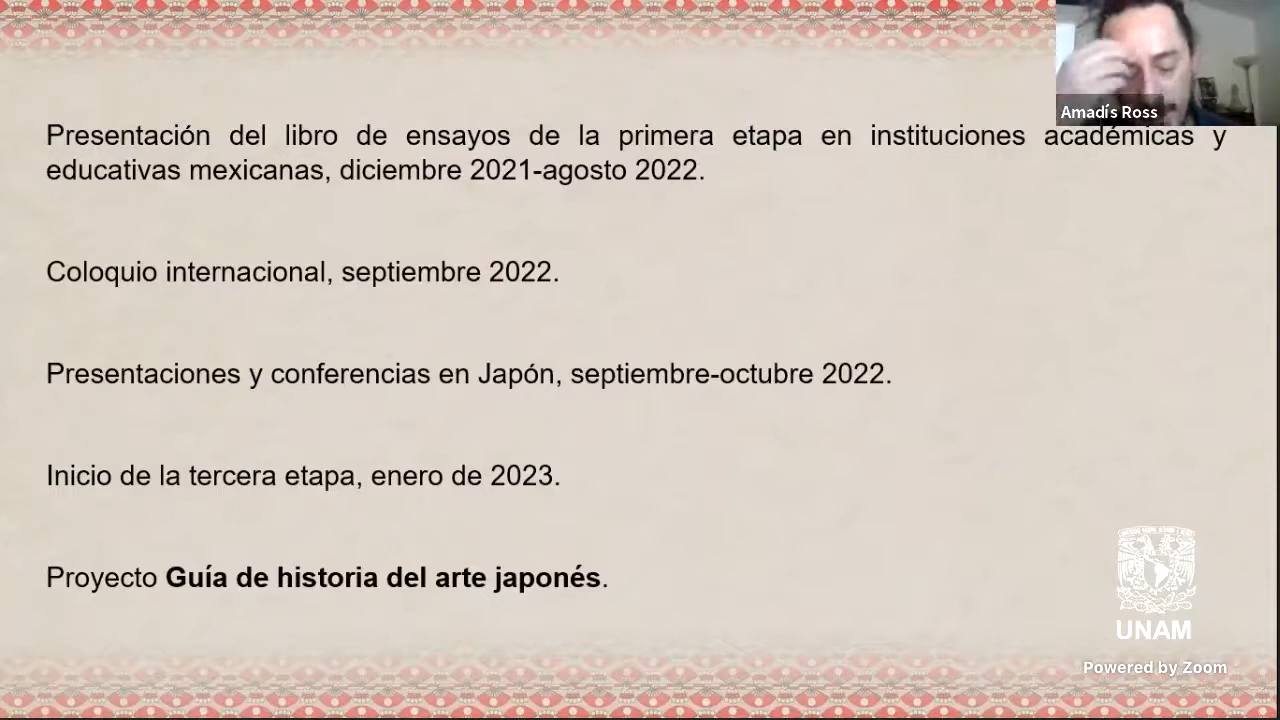 Amadís Ross
Presentación del libro de ensayos de la primera etapa en instituciones académicas y
educativas mexicanas, diciembre 2021-agosto 2022.
Coloquio internacional, septiembre 2022.
Presentaciones y conferencias en Japón, septiembre-octubre 2022.
Inicio de la tercera etapa, enero de 2023.
Proyecto Guía de historia del arte japonés.
UNAM
Powered by Zoom